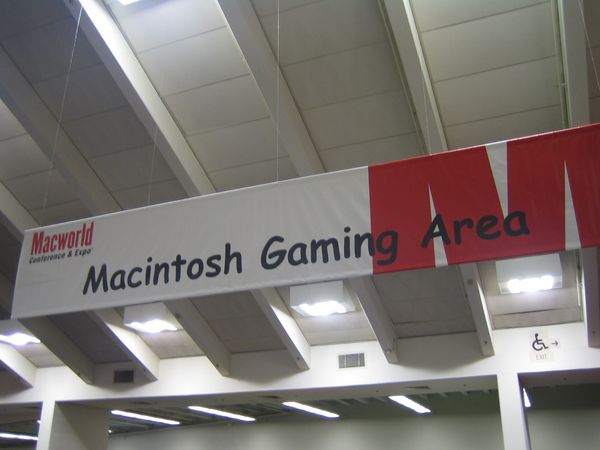 Macworld
Conference & Expo
Macintosh Gaming Area
EXIT